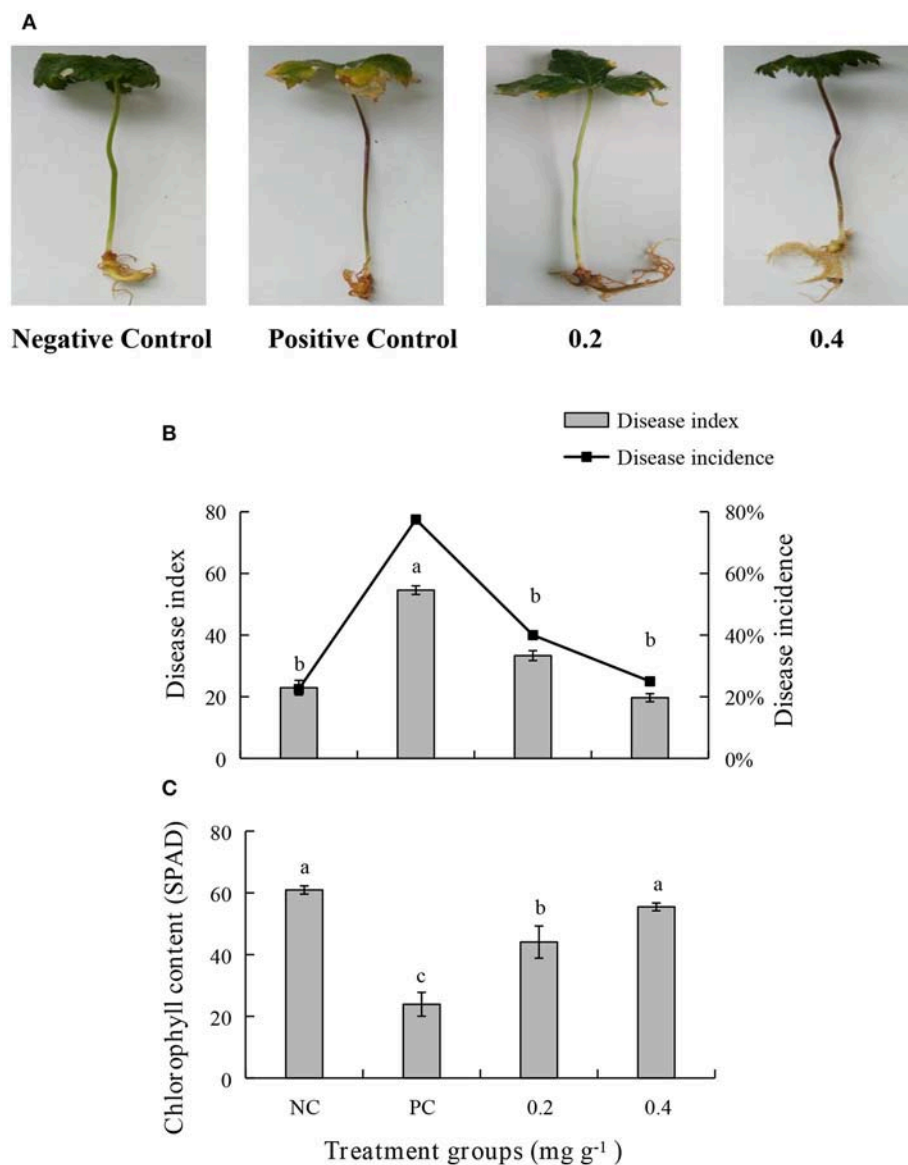 A
Negative Control Positive Control 0.2 0.4
B
Disease index
Disease incidence
Disease index
80
60
40
20
0
b a b b
80%
60%
40%
20%
0%
Disease incidence
C
Chlorophyll content (SPAD)
80
60
40
20
0
a c b a
NC PC 0.2 0.4
Treatment groups (mg g⁻¹)